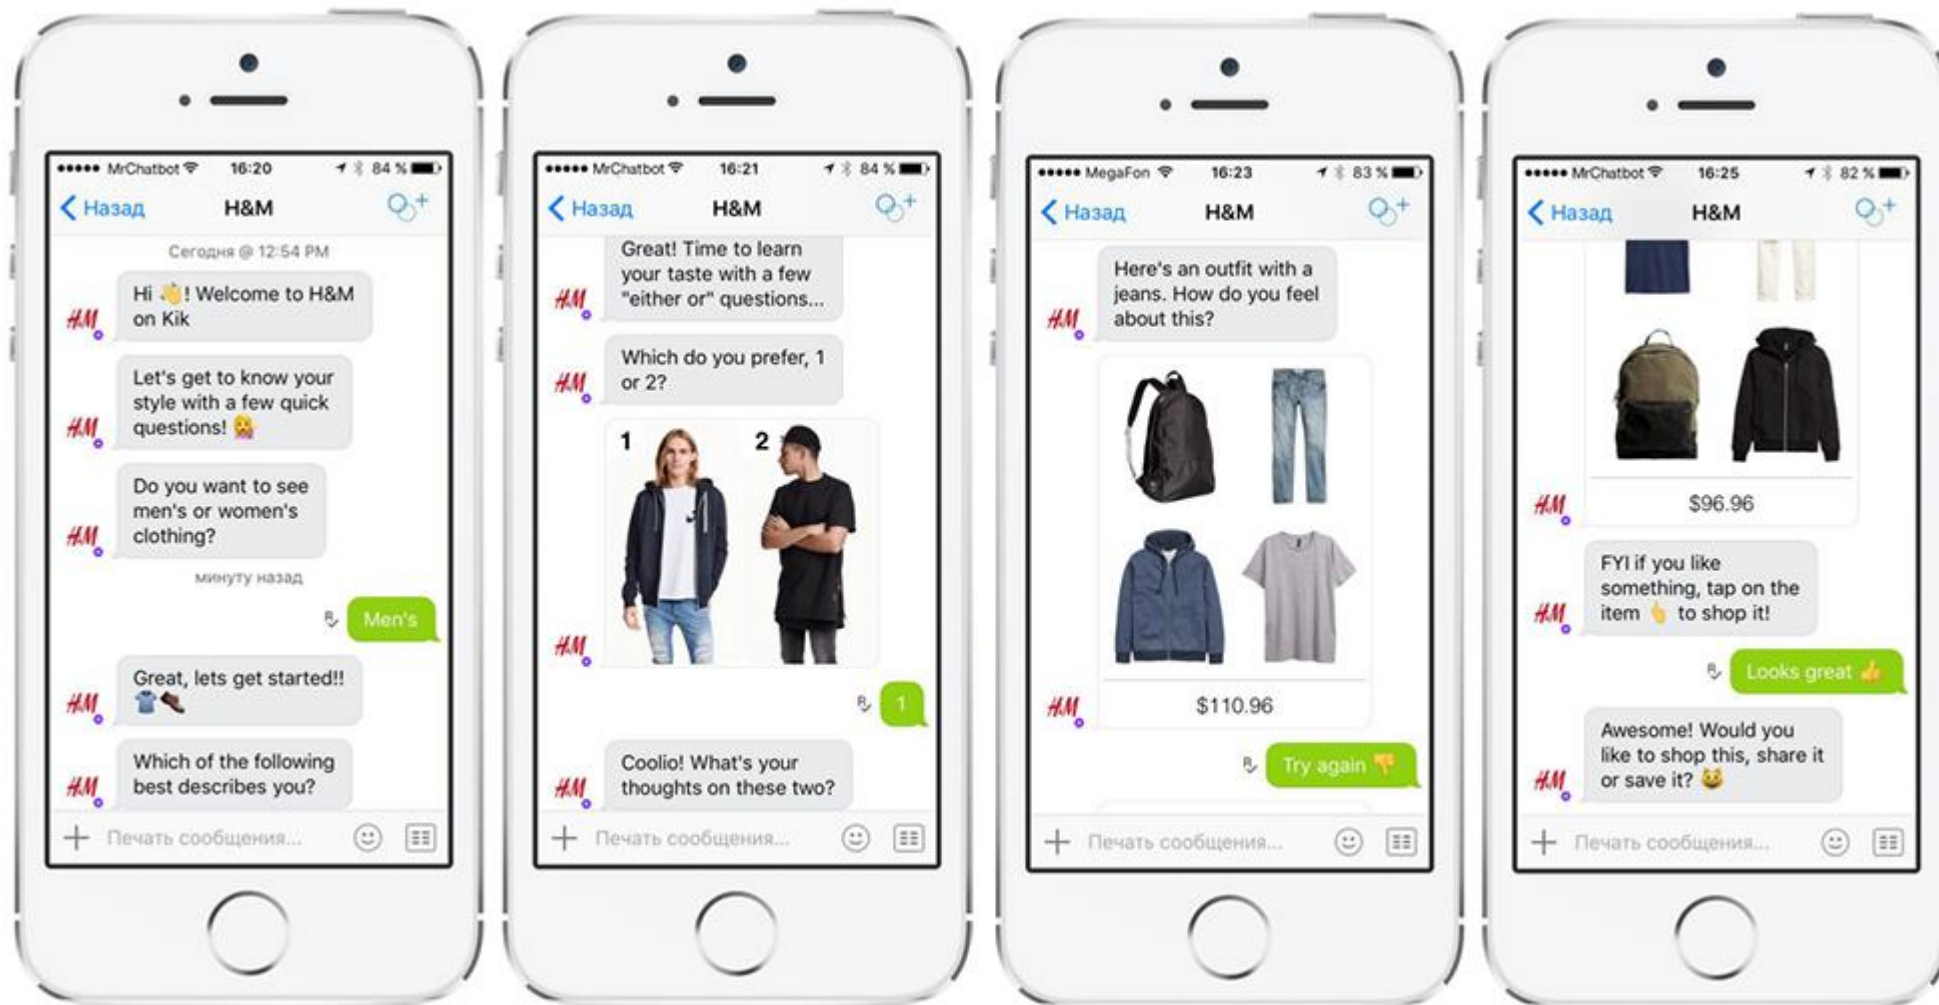 MrChatbot 16:20 84 %
Назад H&M
Сегодня @ 12:54 PM
Hi 👋! Welcome to H&M
on Kik
H&M
Let's get to know your
style with a few quick
questions! 💇
H&M
Do you want to see
men's or women's
clothing?
H&M
минуту назад
R Men's
Great, lets get started!!
👕👞
H&M
Which of the following
best describes you?
H&M
Печать сообщения...
MrChatbot 16:21 84 %
Назад H&M
Great! Time to learn
your taste with a few
"either or" questions...
H&M
Which do you prefer, 1
or 2?
H&M
1 2
H&M
R 1
Coolio! What's your
thoughts on these two?
H&M
Печать сообщения...
MegaFon 16:23 83 %
Назад H&M
Here's an outfit with a
jeans. How do you feel
about this?
H&M
$110.96
H&M
R Try again 👎
Печать сообщения...
MrChatbot 16:25 82 %
Назад H&M
$96.96
H&M
FYI if you like
something, tap on the
item 👆 to shop it!
H&M
R Looks great 👍
Awesome! Would you
like to shop this, share it
or save it? 😺
H&M
Печать сообщения...